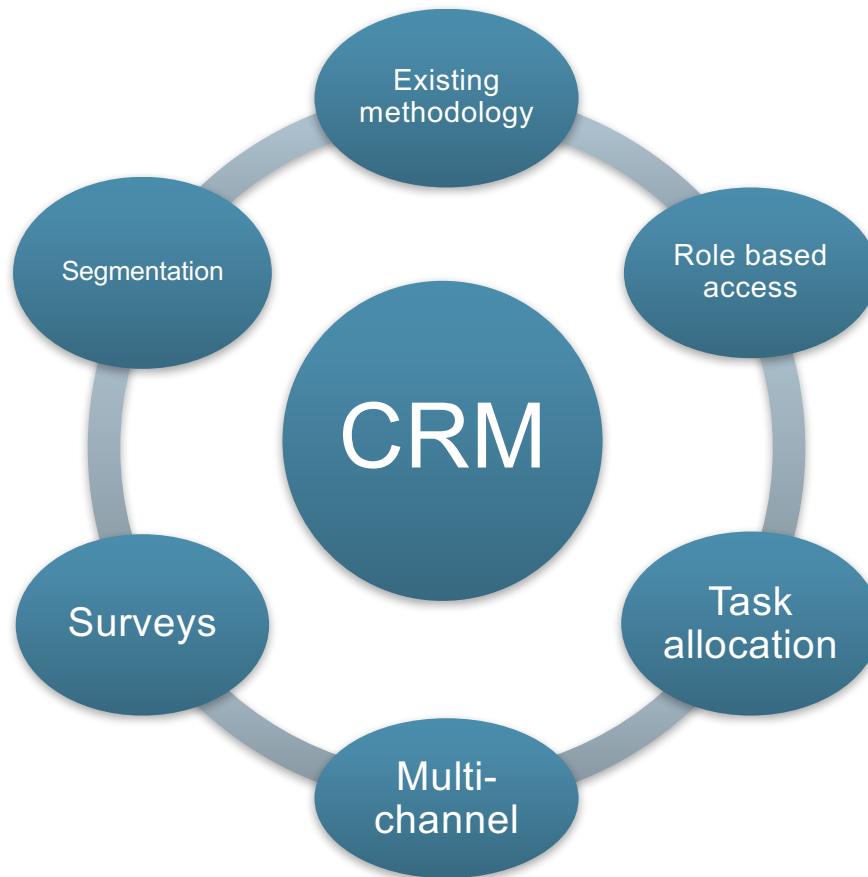 Existing
methodology
Role based
access
Segmentation
CRM
Task
allocation
Surveys
Multi-
channel